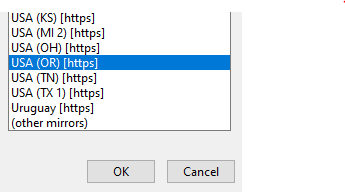 USA (KS) [https]
USA (MI 2) [https]
USA (OH) [https]
USA (OR) [https]
USA (TN) [https]
USA (TX 1) [https]
Uruguay [https]
(other mirrors)
OK Cancel